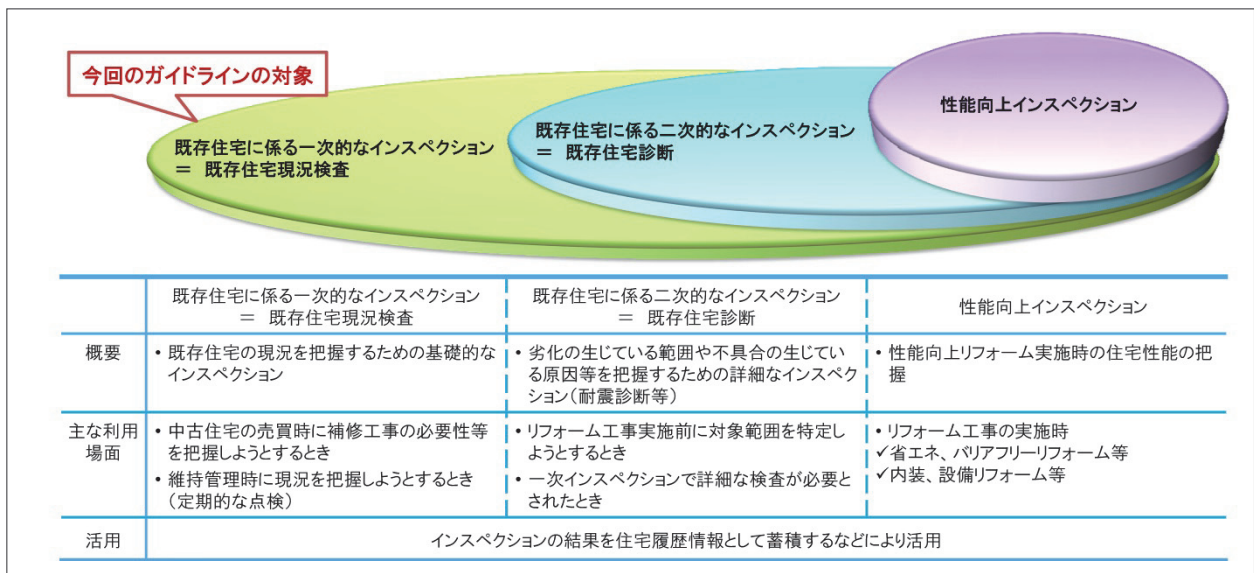 今回のガイドラインの対象
既存住宅に係る一次的なインスペクション
＝ 既存住宅現況検査
既存住宅に係る二次的なインスペクション
＝ 既存住宅診断
性能向上インスペクション
既存住宅に係る一次的なインスペクション
＝ 既存住宅現況検査
既存住宅に係る二次的なインスペクション
＝ 既存住宅診断
性能向上インスペクション
概要
・既存住宅の現況を把握するための基礎的な
インスペクション
・劣化の生じている範囲や不具合の生じてい
る原因等を把握するための詳細なインスペク
ション（耐震診断等）
・性能向上リフォーム実施時の住宅性能の把
握
主な利用
場面
・中古住宅の売買時に補修工事の必要性等
を把握しようとするとき
・維持管理時に現況を把握しようとするとき
（定期的な点検）
・リフォーム工事実施前に対象範囲を特定し
ようとするとき
・一次インスペクションで詳細な検査が必要と
されたとき
・リフォーム工事の実施時
✓省エネ、バリアフリーリフォーム等
✓内装、設備リフォーム等
活用
インスペクションの結果を住宅履歴情報として蓄積するなどにより活用